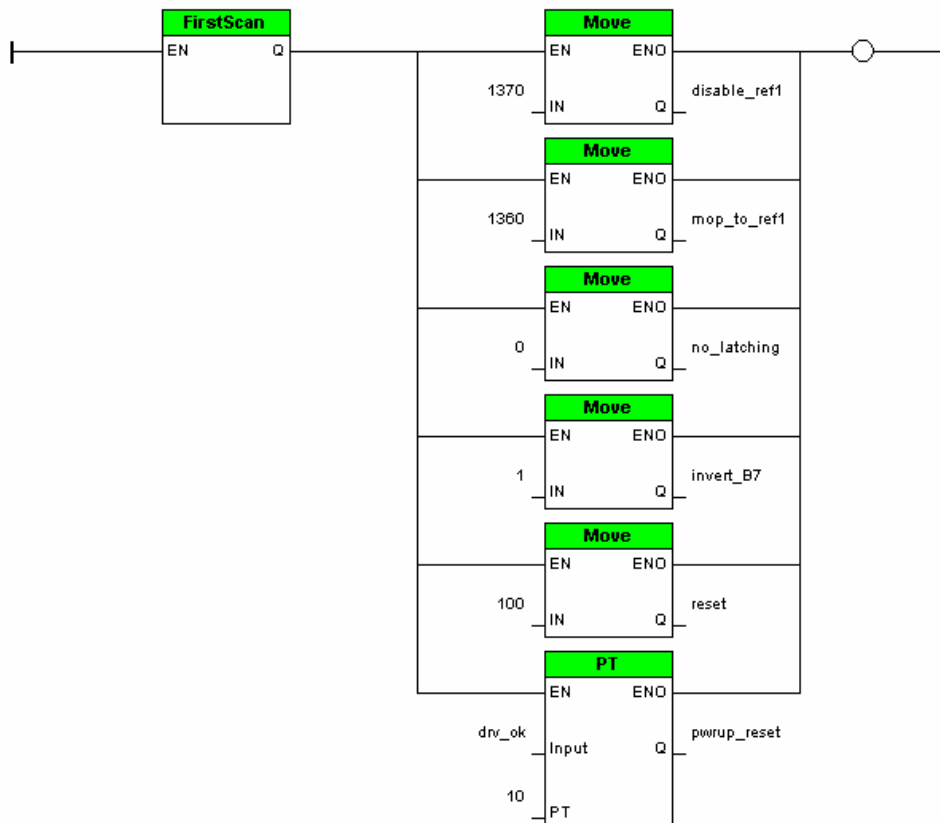 FirstScan
EN Q
Move
EN ENO
1370 disable_ref1
IN Q
Move
EN ENO
1360 mop_to_ref1
IN Q
Move
EN ENO
0 no_latching
IN Q
Move
EN ENO
1 invert_B7
IN Q
Move
EN ENO
100 reset
IN Q
PT
EN ENO
drv_ok pwrup_reset
Input Q
10
PT